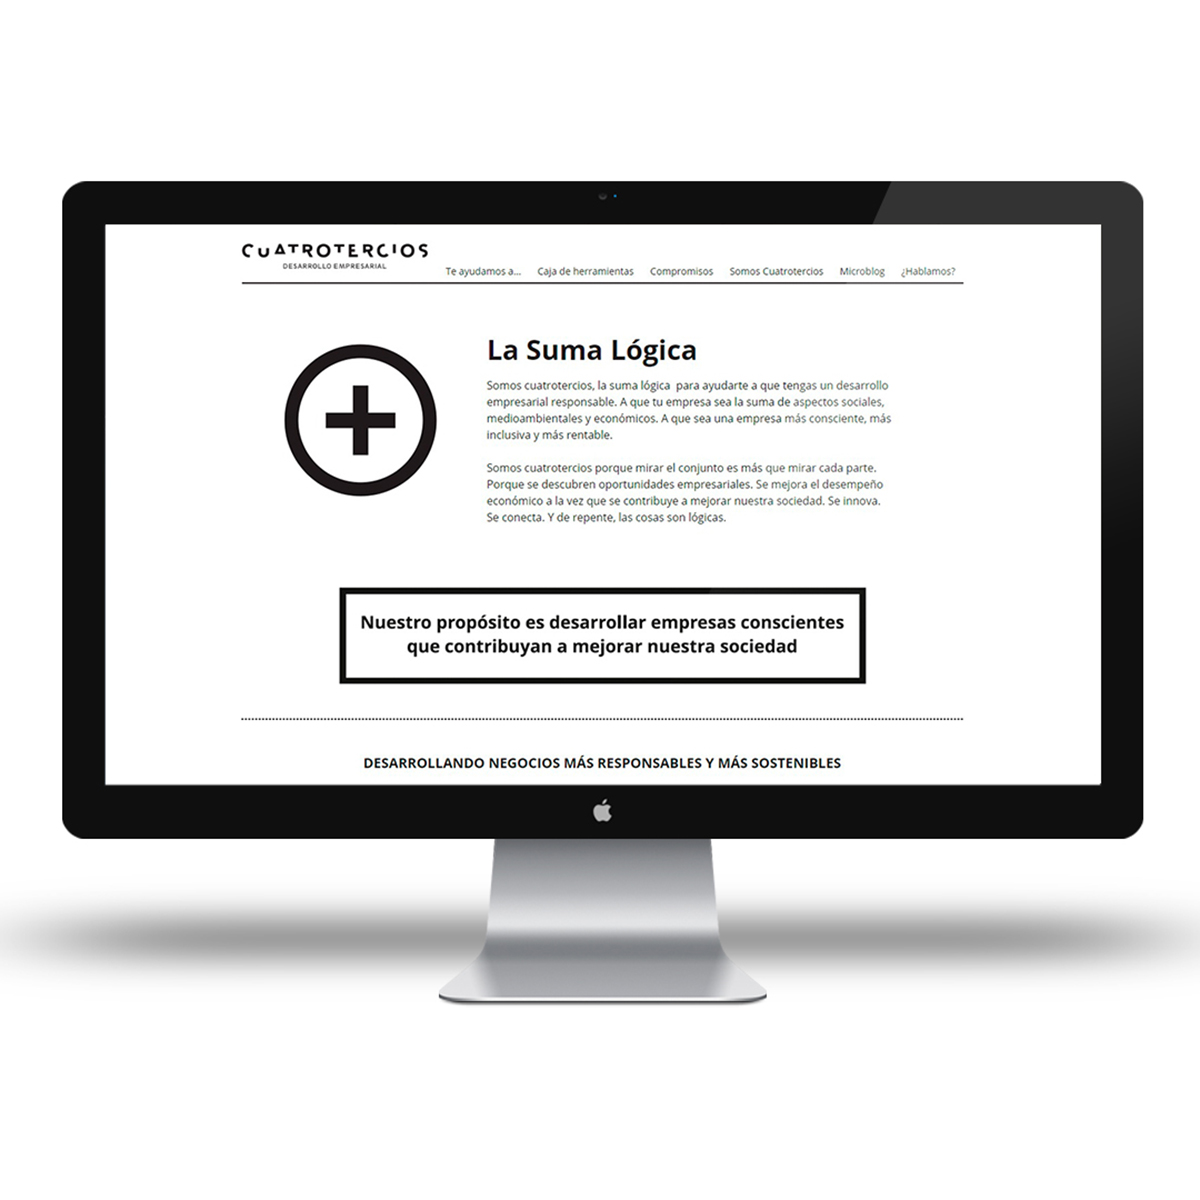 CUATROTERCIOS
DESARROLLO EMPRESARIAL
Te ayudamos a... Caja de herramientas Compromisos Somos Cuatrotercios Microblog ¿Hablamos?
La Suma Lógica
Somos cuatrotercios, la suma lógica para ayudarte a que tengas un desarrollo
empresarial responsable. A que tu empresa sea la suma de aspectos sociales,
medioambientales y económicos. A que sea una empresa más consciente, más
inclusiva y más rentable.
Somos cuatrotercios porque mirar el conjunto es más que mirar cada parte.
Porque se descubren oportunidades empresariales. Se mejora el desempeño
económico a la vez que se contribuye a mejorar nuestra sociedad. Se innova.
Se conecta. Y de repente, las cosas son lógicas.
Nuestro propósito es desarrollar empresas conscientes
que contribuyan a mejorar nuestra sociedad
DESARROLLANDO NEGOCIOS MÁS RESPONSABLES Y MÁS SOSTENIBLES